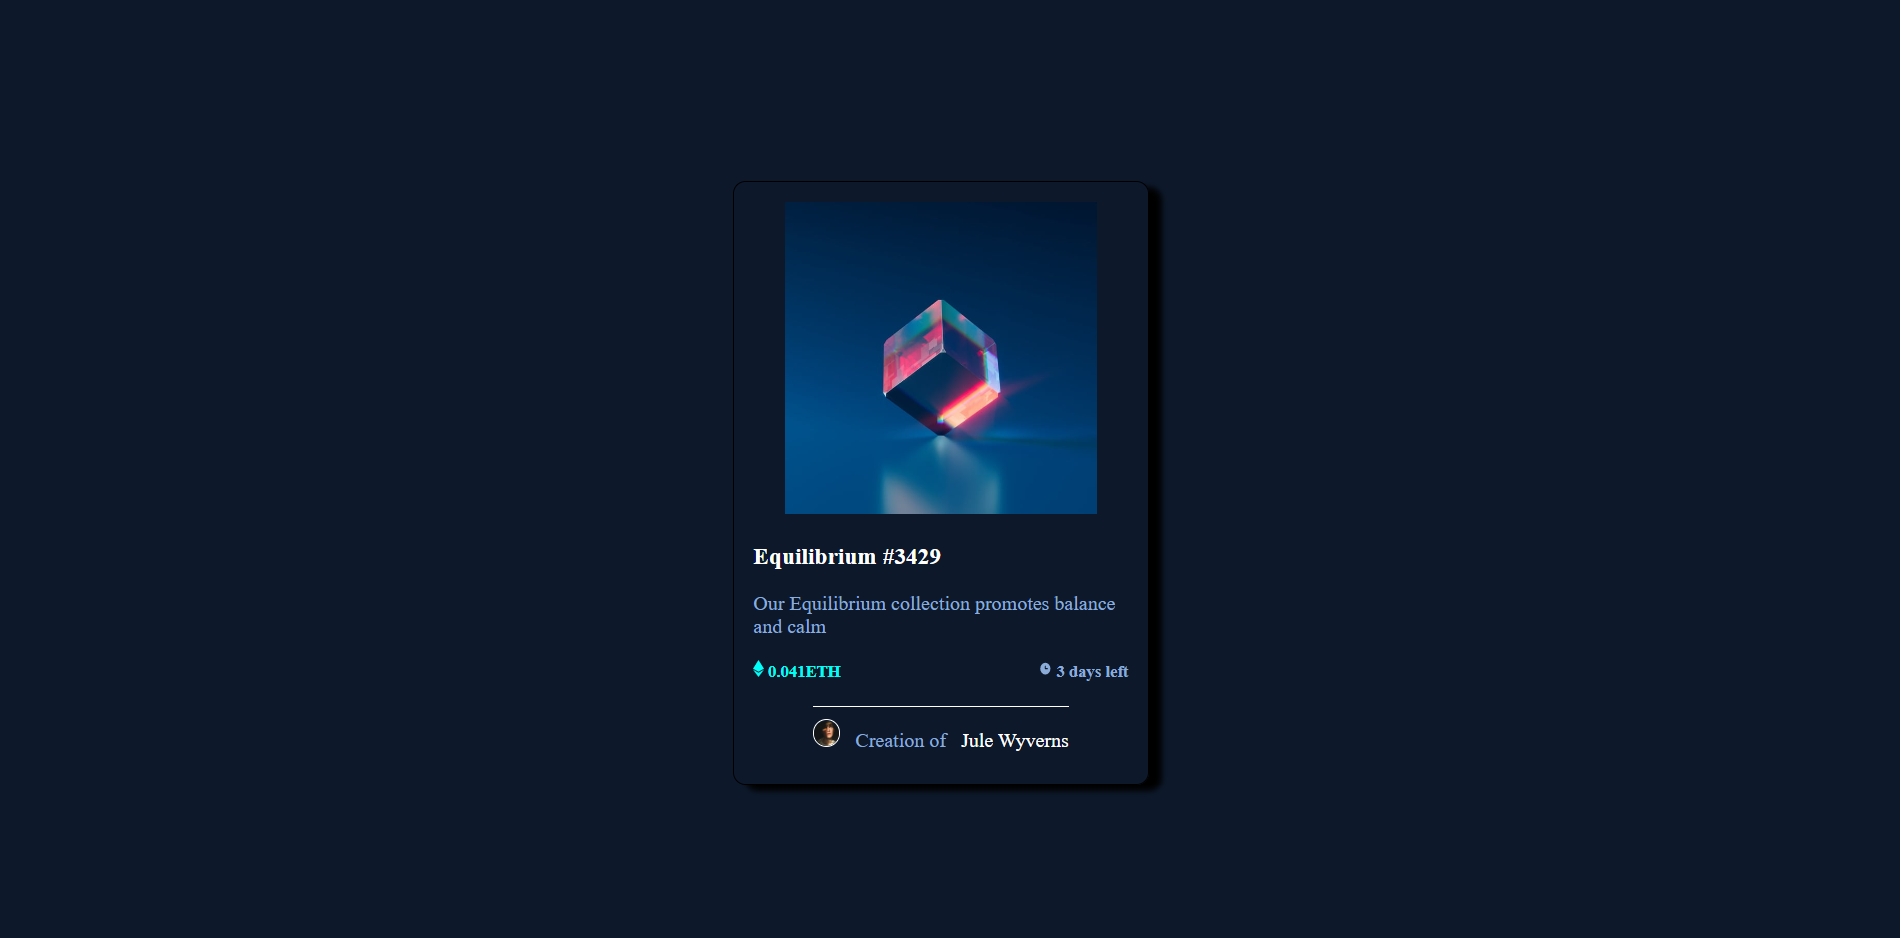 Equilibrium #3429
Our Equilibrium collection promotes balance
and calm
0.041ETH 3 days left
Creation of Jule Wyverns